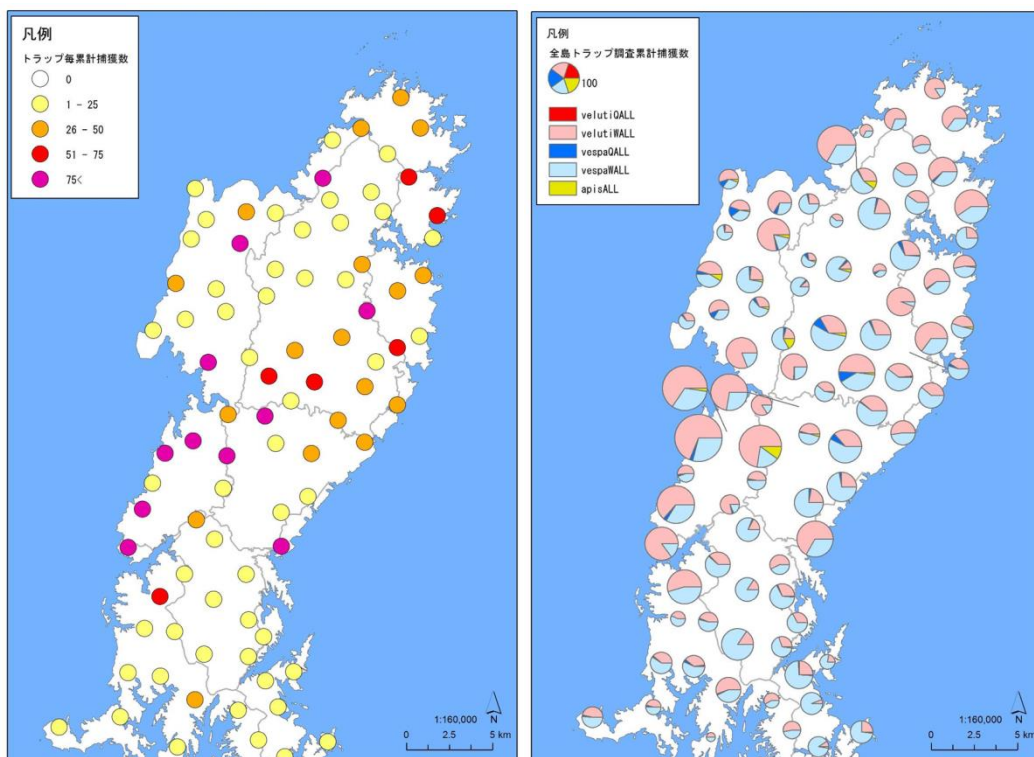 凡例
トラップ毎累計捕獲数
0
1 - 25
26 - 50
51 - 75
75<
1:160,000
N
0 2.5 5 km
凡例
全島トラップ調査累計捕獲数
100
velutiQALL
velutiWALL
vespaQALL
vespaWALL
apisALL
1:160,000
N
0 2.5 5 km